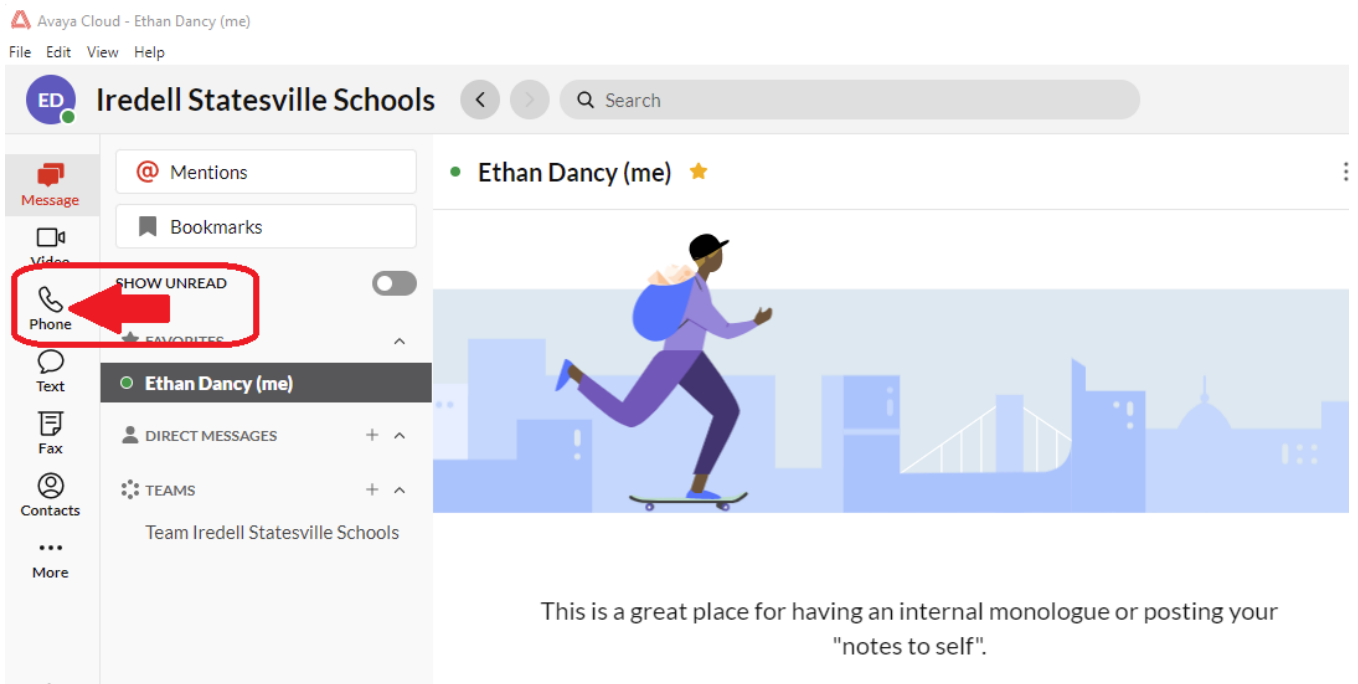 Avaya Cloud - Ethan Dancy (me)
File Edit View Help
ED Iredell Statesville Schools Search
Message
Video
Phone
Text
Fax
Contacts
More
@ Mentions
Bookmarks
SHOW UNREAD
FAVORITES
Ethan Dancy (me)
DIRECT MESSAGES +
TEAMS +
Team Iredell Statesville Schools
Ethan Dancy (me)
This is a great place for having an internal monologue or posting your
"notes to self".